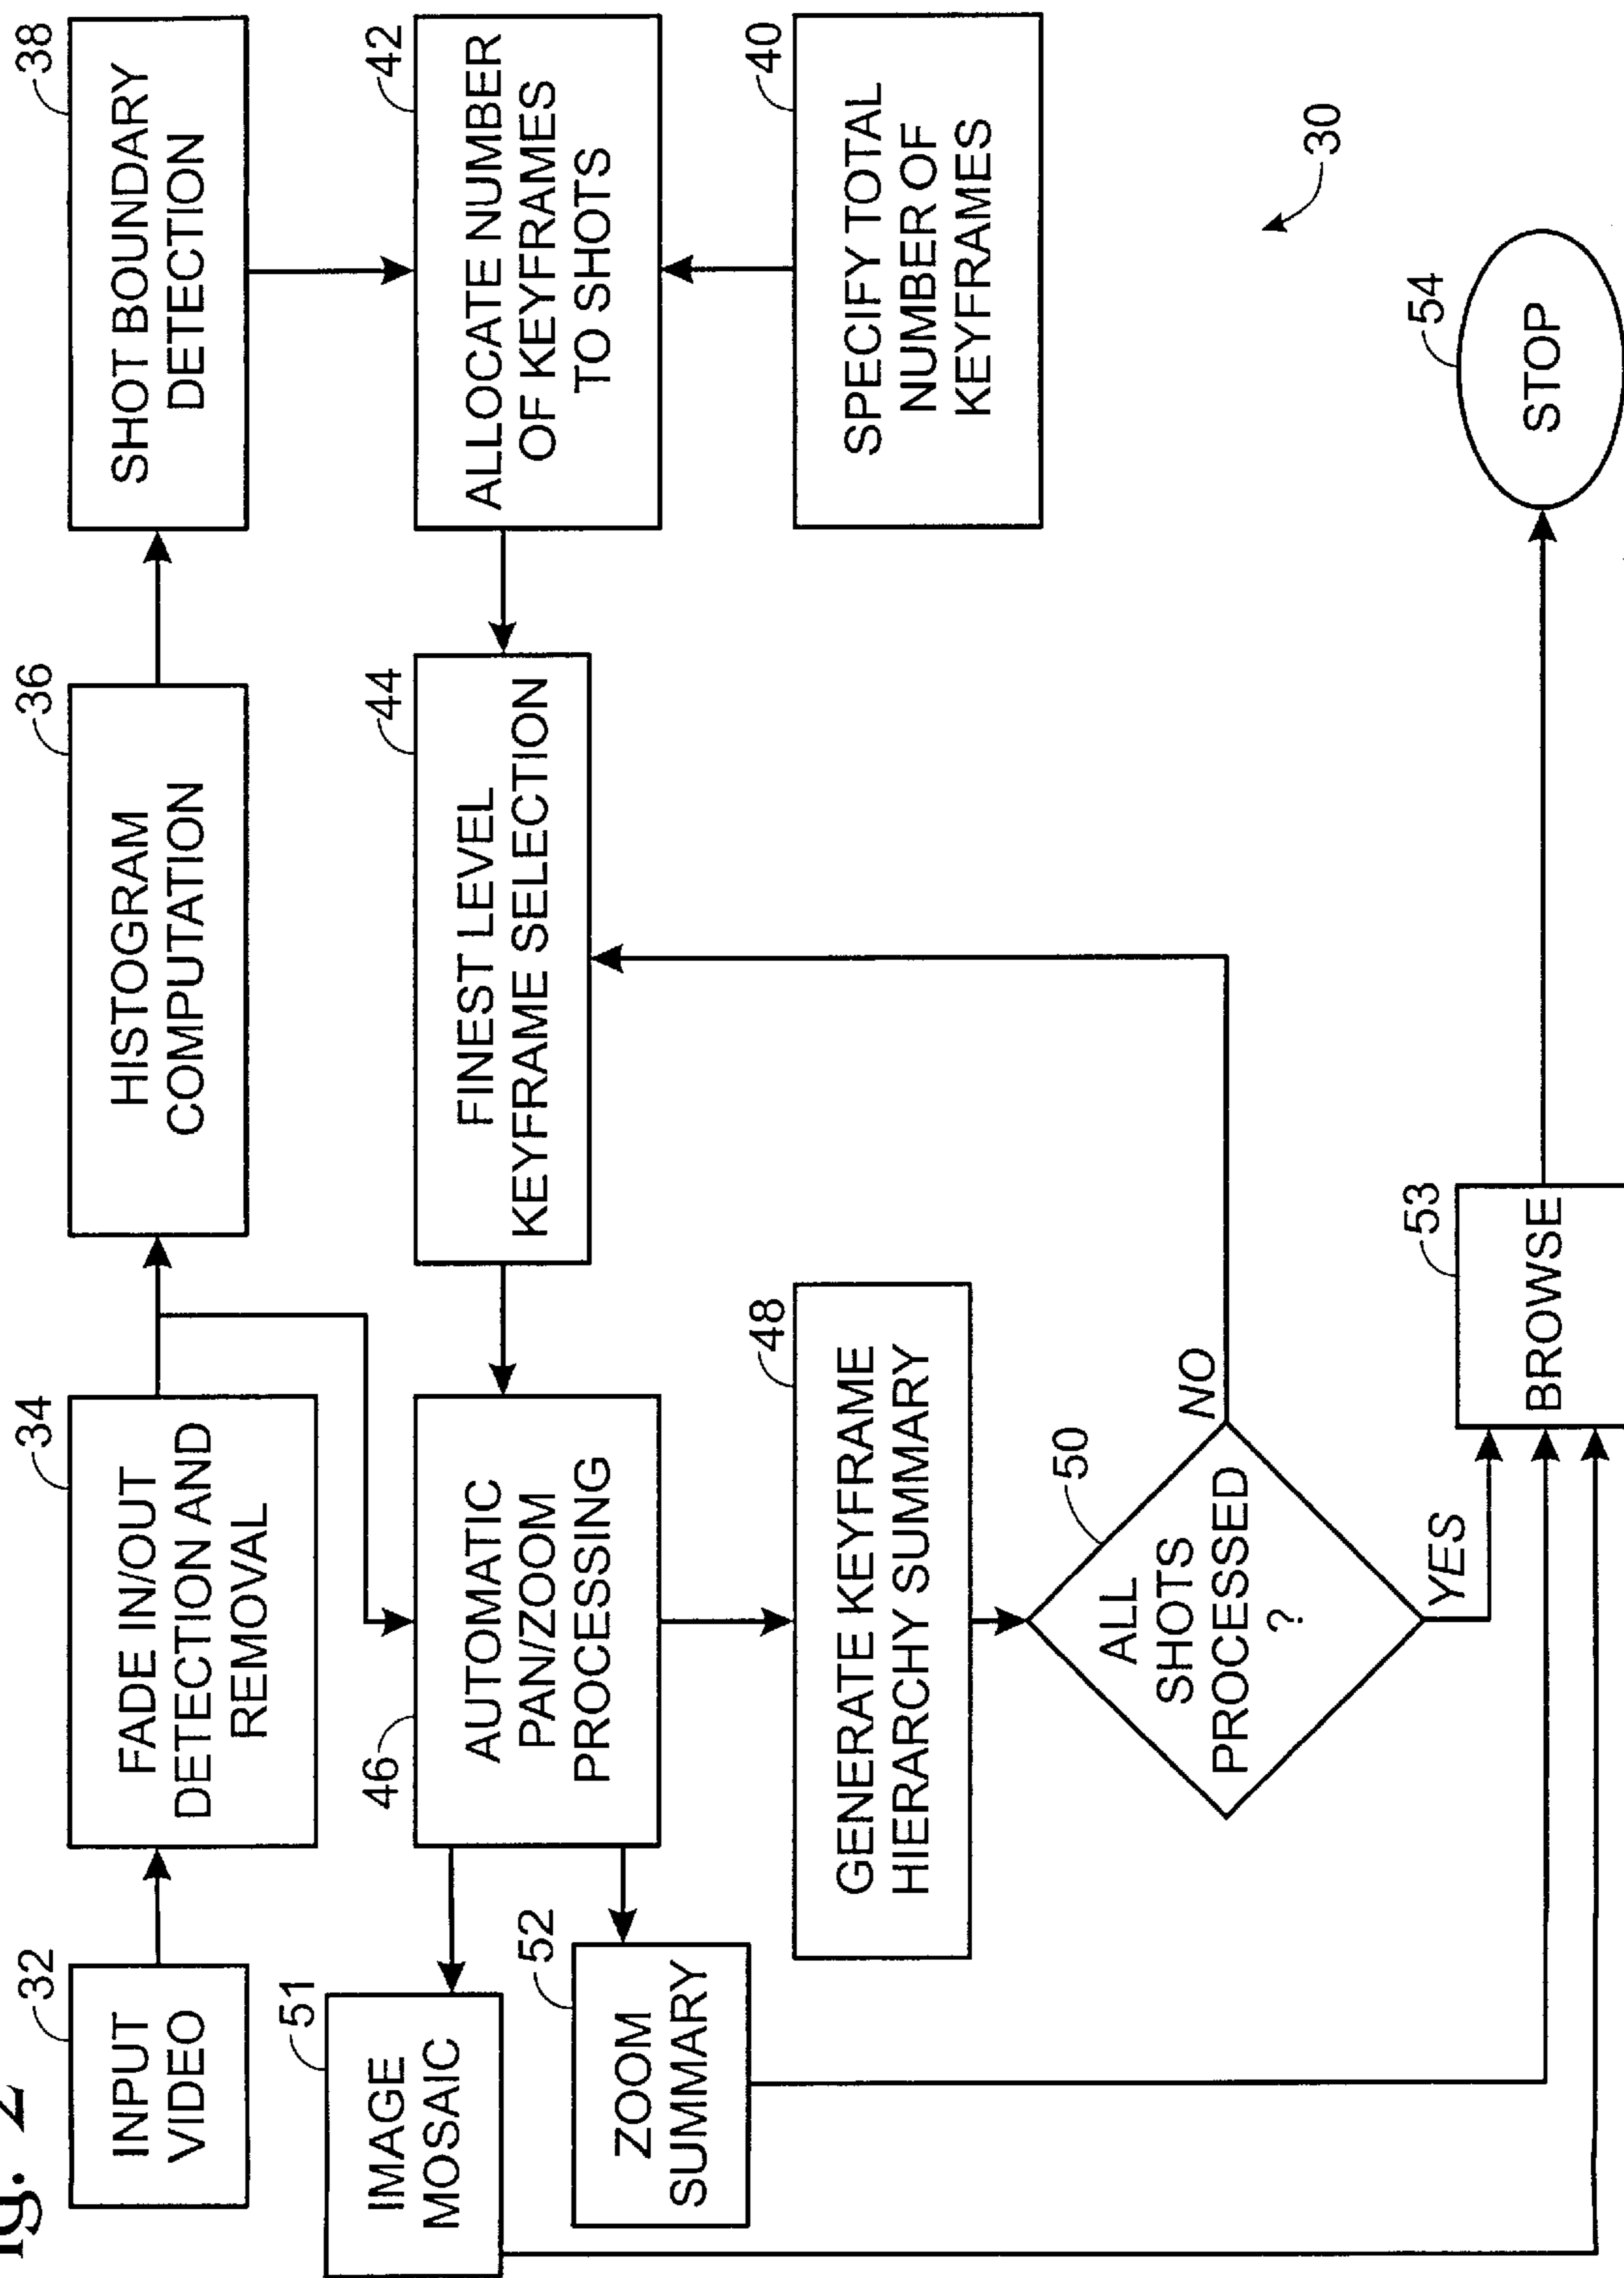 ig. 2
32
INPUT
VIDEO
34
FADE IN/OUT
DETECTION AND
REMOVAL
36
HISTOGRAM
COMPUTATION
38
SHOT BOUNDARY
DETECTION
51
IMAGE
MOSAIC
46
AUTOMATIC
PAN/ZOOM
PROCESSING
44
FINEST LEVEL
KEYFRAME SELECTION
42
ALLOCATE NUMBER
OF KEYFRAMES
TO SHOTS
52
ZOOM
SUMMARY
48
GENERATE KEYFRAME
HIERARCHY SUMMARY
40
SPECIFY TOTAL
NUMBER OF
KEYFRAMES
50
ALL
SHOTS
PROCESSED
?
NO
YES
30
53
BROWSE
54
STOP